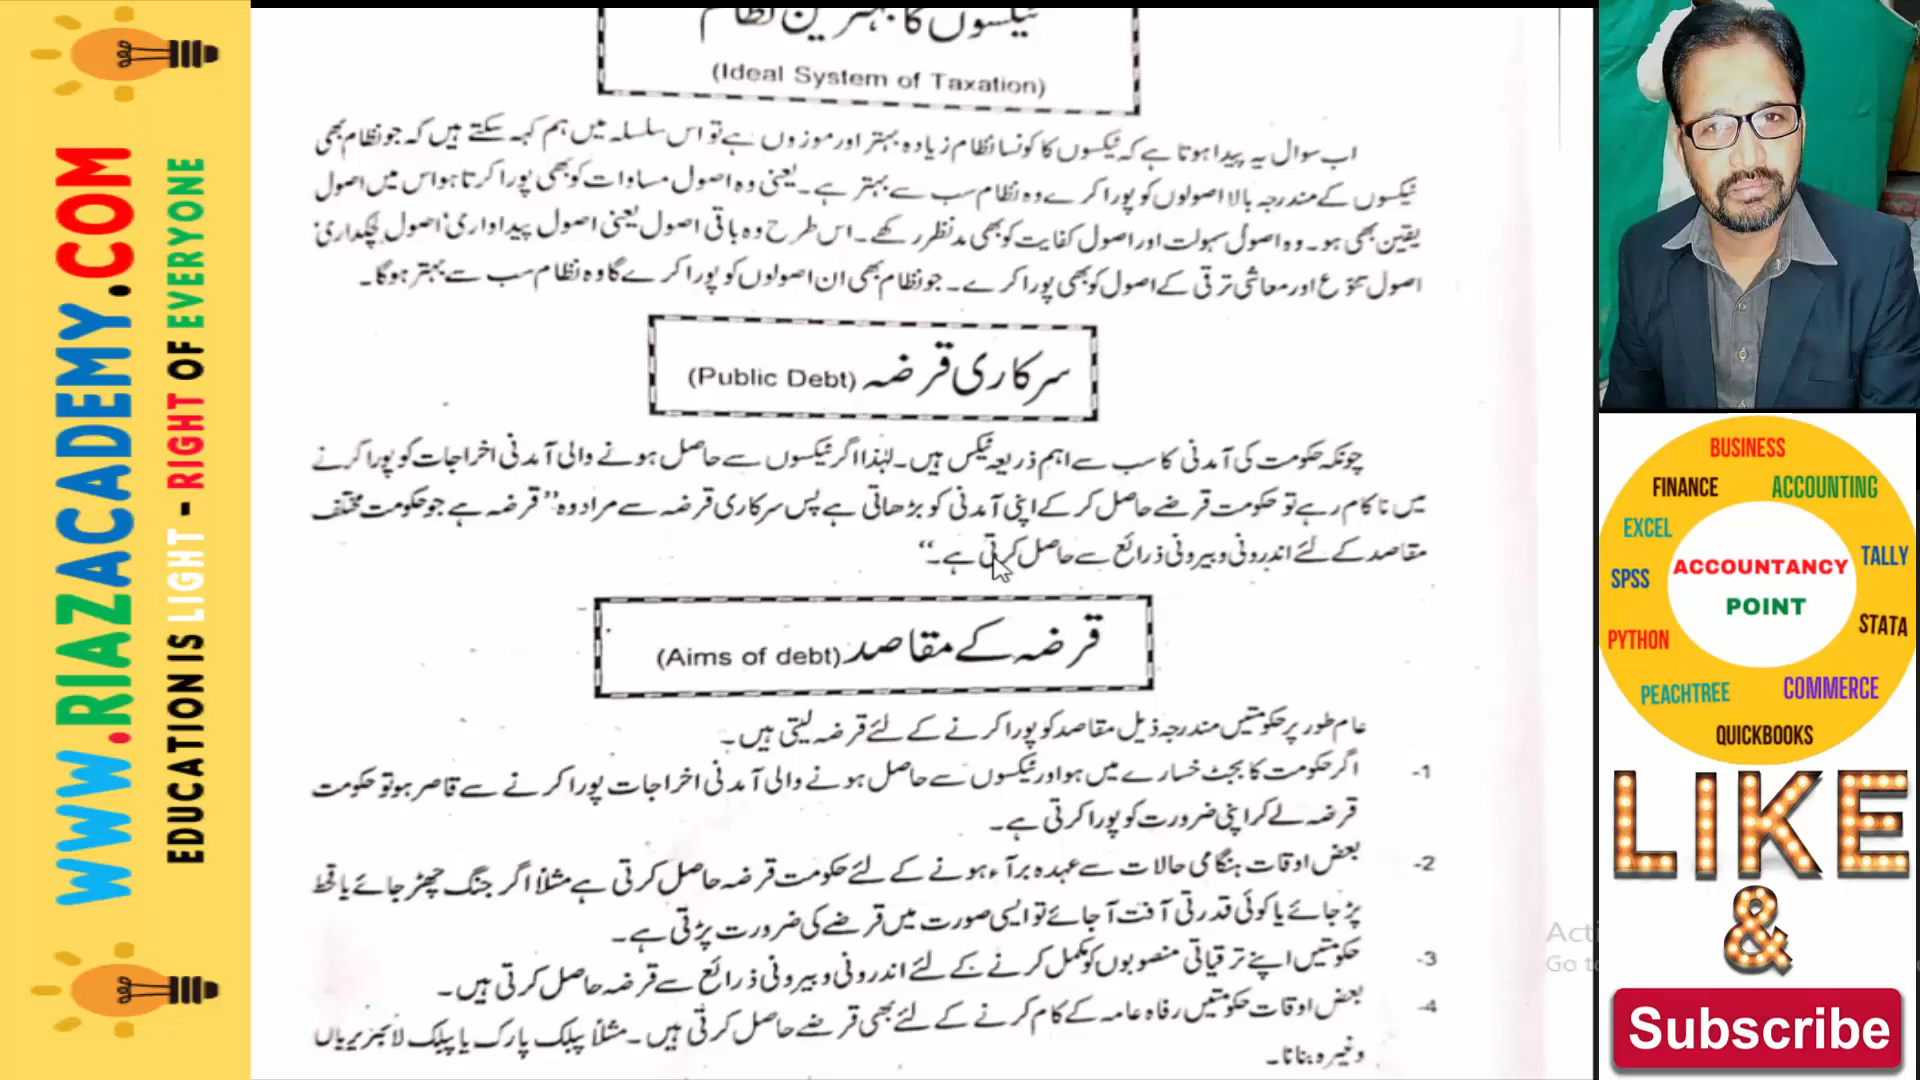 WWW.RIAZACADEMY.COM
EDUCATION IS LIGHT - RIGHT OF EVERYONE
ٹیکسوں کا بہترین نظام
(Ideal System of Taxation)
اب سوال یہ پیدا ہوتا ہے کہ ٹیکسوں کا کونسا نظام زیادہ بہتر اور موزوں ہے تو اس سلسلہ میں ہم کہہ سکتے ہیں کہ جو نظام بھی
ٹیکسوں کے مندرجہ بالا اصولوں کو پورا کرے وہ نظام سب سے بہتر ہے۔ یعنی وہ اصول مساوات کو بھی پورا کرتا ہو اس میں اصول
یقین بھی ہو۔ وہ اصول سہولت اور اصول کفایت کو بھی مدنظر رکھے۔ اس طرح وہ باقی اصول یعنی اصول پیداواری' اصول لچکداری'
اصول تنوع اور معاشی ترقی کے اصول کو بھی پورا کرے۔ جو نظام بھی ان اصولوں کو پورا کرے گا وہ نظام سب سے بہتر ہوگا۔
سرکاری قرضہ (Public Debt)
چونکہ حکومت کی آمدنی کا سب سے اہم ذریعہ ٹیکس ہیں۔ لہٰذا اگر ٹیکسوں سے حاصل ہونے والی آمدنی اخراجات کو پورا کرنے
میں ناکام رہے تو حکومت قرضے حاصل کر کے اپنی آمدنی کو بڑھاتی ہے پس سرکاری قرضہ سے مراد وہ ”قرضہ ہے جو حکومت مختلف
مقاصد کے لئے اندرونی و بیرونی ذرائع سے حاصل کرتی ہے۔“
قرضہ کے مقاصد (Aims of debt)
عام طور پر حکومتیں مندرجہ ذیل مقاصد کو پورا کرنے کے لئے قرضہ لیتی ہیں۔
-1 اگر حکومت کا بجٹ خسارے میں ہو اور ٹیکسوں سے حاصل ہونے والی آمدنی اخراجات پورا کرنے سے قاصر ہو تو حکومت
قرضہ لے کر اپنی ضرورت کو پورا کرتی ہے۔
-2 بعض اوقات ہنگامی حالات سے عہدہ برآء ہونے کے لئے حکومت قرضہ حاصل کرتی ہے مثلاً اگر جنگ چھڑ جائے یا قحط
پڑ جائے یا کوئی قدرتی آفت آ جائے تو ایسی صورت میں قرضے کی ضرورت پڑتی ہے۔
-3 حکومتیں اپنے ترقیاتی منصوبوں کو مکمل کرنے کے لئے اندرونی و بیرونی ذرائع سے قرضہ حاصل کرتی ہیں۔
-4 بعض اوقات حکومتیں رفاہ عامہ کے کام کرنے کے لئے بھی قرضے حاصل کرتی ہیں۔ مثلاً پبلک پارک یا پبلک لائبریریاں
وغیرہ بنانا۔
BUSINESS
FINANCE
ACCOUNTING
EXCEL
TALLY
SPSS
ACCOUNTANCY
POINT
STATA
PYTHON
PEACHTREE
COMMERCE
QUICKBOOKS
LIKE
&
Subscribe